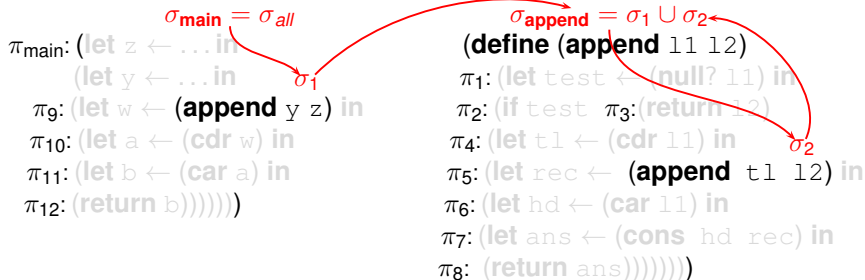 σmain = σall
πmain: (let z ← ... in
(let y ← ... in
σ1
π9: (let w ← (append y z) in
π10: (let a ← (cdr w) in
π11: (let b ← (car a) in
π12: (return b))))))
σappend = σ1 ∪ σ2
(define (append l1 l2)
π1: (let test ← (null? l1) in
π2: (if test π3:(return l2)
π4: (let tl ← (cdr l1) in
σ2
π5: (let rec ← (append tl l2) in
π6: (let hd ← (car l1) in
π7: (let ans ← (cons hd rec) in
π8: (return ans)))))))